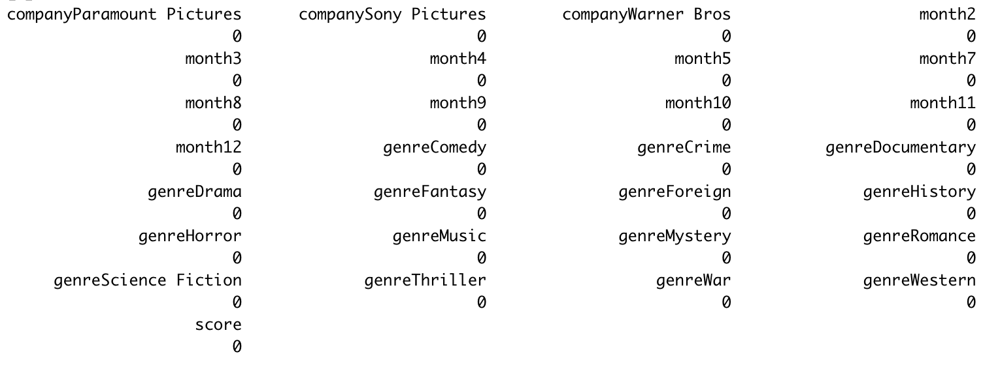 companyParamount Pictures companySony Pictures companyWarner Bros month2
0 0 0 0
month3 month4 month5 month7
0 0 0 0
month8 month9 month10 month11
0 0 0 0
month12 genreComedy genreCrime genreDocumentary
0 0 0 0
genreDrama genreFantasy genreForeign genreHistory
0 0 0 0
genreHorror genreMusic genreMystery genreRomance
0 0 0 0
genreScience Fiction genreThriller genreWar genreWestern
0 0 0 0
score
0